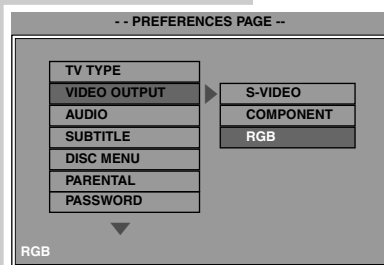 - - PREFERENCES PAGE --
TV TYPE
VIDEO OUTPUT
AUDIO
SUBTITLE
DISC MENU
PARENTAL
PASSWORD
S-VIDEO
COMPONENT
RGB
RGB